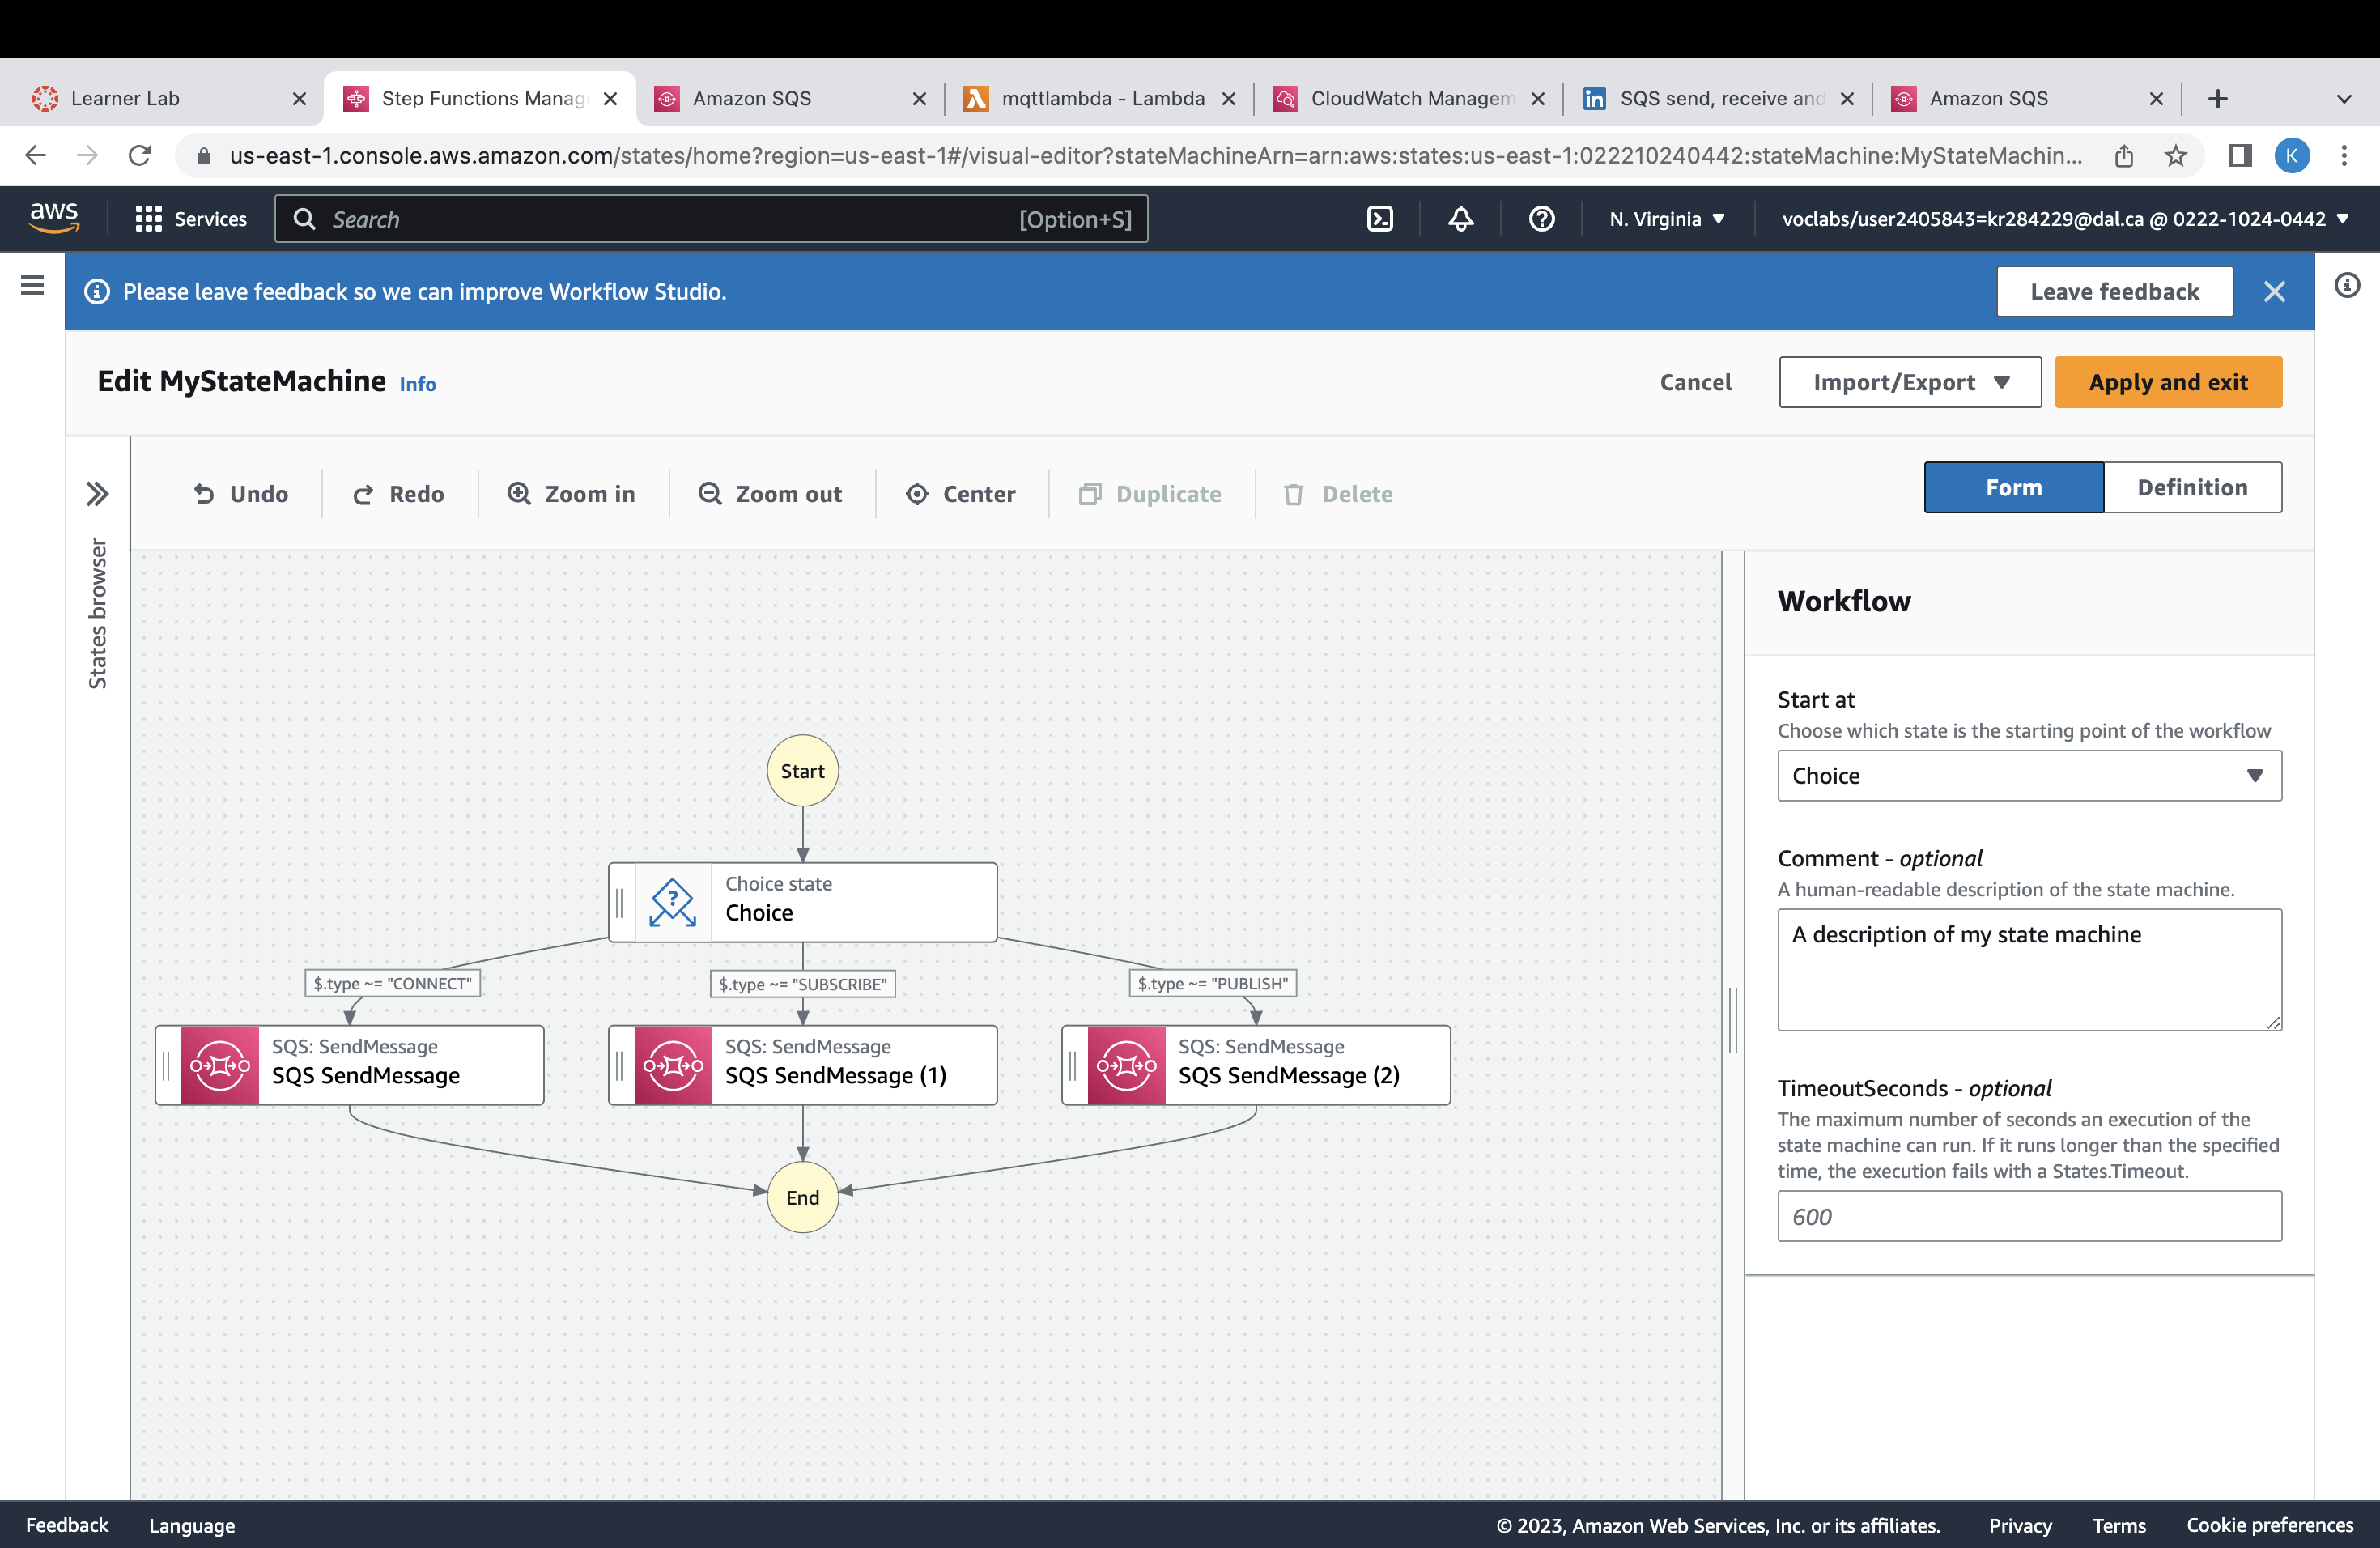 Learner Lab
Step Functions Manag
Amazon SQS
mqttlambda - Lambda
CloudWatch Managem
in
SQS send, receive and
Amazon SQS
us-east-1.console.aws.amazon.com/states/home?region=us-east-1#/visual-editor?stateMachineArn=arn:aws:states:us-east-1:022210240442:stateMachine:MyStateMachin...
K
aws
Services
Search
[Option+S]
N. Virginia
voclabs/user2405843=kr284229@dal.ca @ 0222-1024-0442
Please leave feedback so we can improve Workflow Studio.
Leave feedback
Edit MyStateMachine Info
Cancel
Import/Export
Apply and exit
States browser
Undo
Redo
Zoom in
Zoom out
Center
Duplicate
Delete
Form
Definition
Start
Choice state
Choice
$.type ~= "CONNECT"
$.type ~= "SUBSCRIBE"
$.type ~= "PUBLISH"
SQS: SendMessage
SQS SendMessage
SQS: SendMessage
SQS SendMessage (1)
SQS: SendMessage
SQS SendMessage (2)
End
Workflow
Start at
Choose which state is the starting point of the workflow
Choice
Comment - optional
A human-readable description of the state machine.
A description of my state machine
TimeoutSeconds - optional
The maximum number of seconds an execution of the
state machine can run. If it runs longer than the specified
time, the execution fails with a States.Timeout.
600
Feedback
Language
© 2023, Amazon Web Services, Inc. or its affiliates.
Privacy
Terms
Cookie preferences